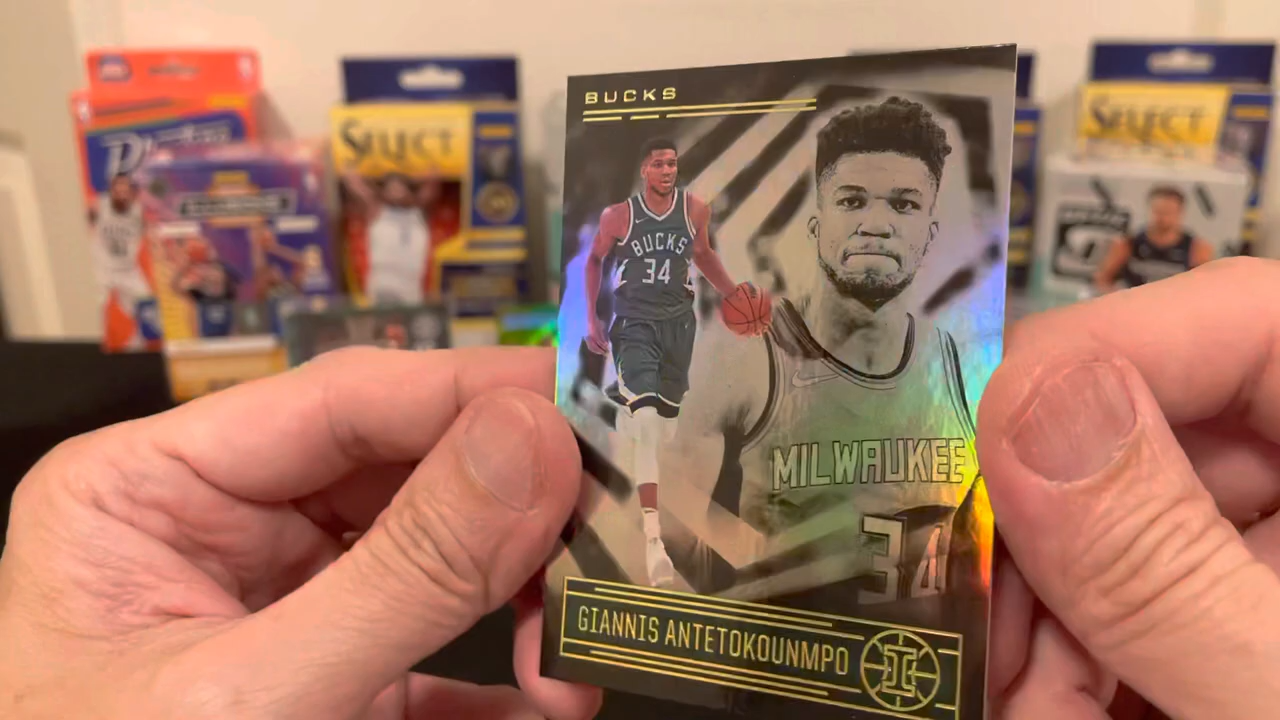 BUCKS
SELECT
SELECT
BUCKS
34
MILWAUKEE
34
GIANNIS ANTETOKOUNMPO